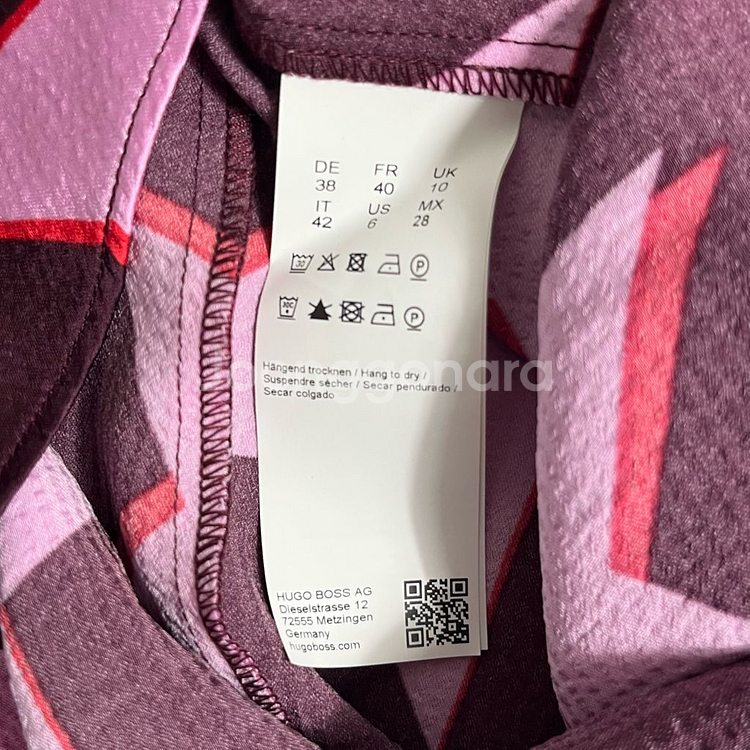 DE FR UK
38 40 10
IT US MX
42 6 28
30 P
30C P
Hängend trocknen / Hang to dry /
Suspendre sécher / Secar pendurado /
Secar colgado
HUGO BOSS AG
Dieselstrasse 12
72555 Metzingen
Germany
hugoboss.com